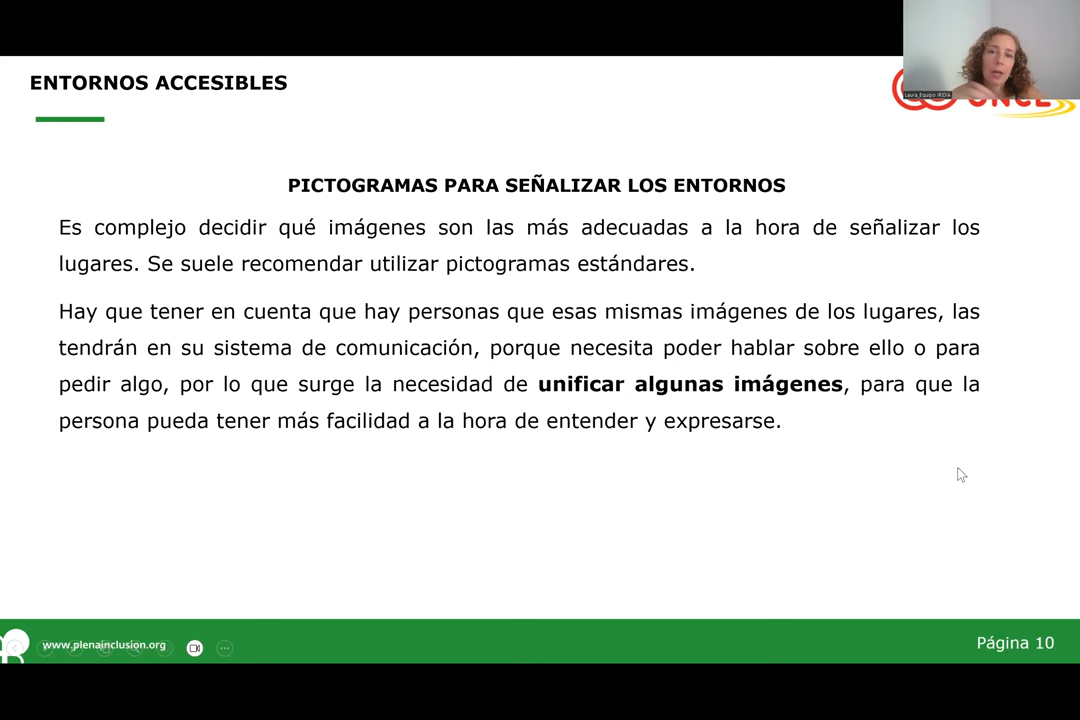 ENTORNOS ACCESIBLES
Laura_Equipo IRIDIA
ONCE
PICTOGRAMAS PARA SEÑALIZAR LOS ENTORNOS
Es complejo decidir qué imágenes son las más adecuadas a la hora de señalizar los
lugares. Se suele recomendar utilizar pictogramas estándares.
Hay que tener en cuenta que hay personas que esas mismas imágenes de los lugares, las
tendrán en su sistema de comunicación, porque necesita poder hablar sobre ello o para
pedir algo, por lo que surge la necesidad de unificar algunas imágenes, para que la
persona pueda tener más facilidad a la hora de entender y expresarse.
www.plenainclusion.org
Página 10